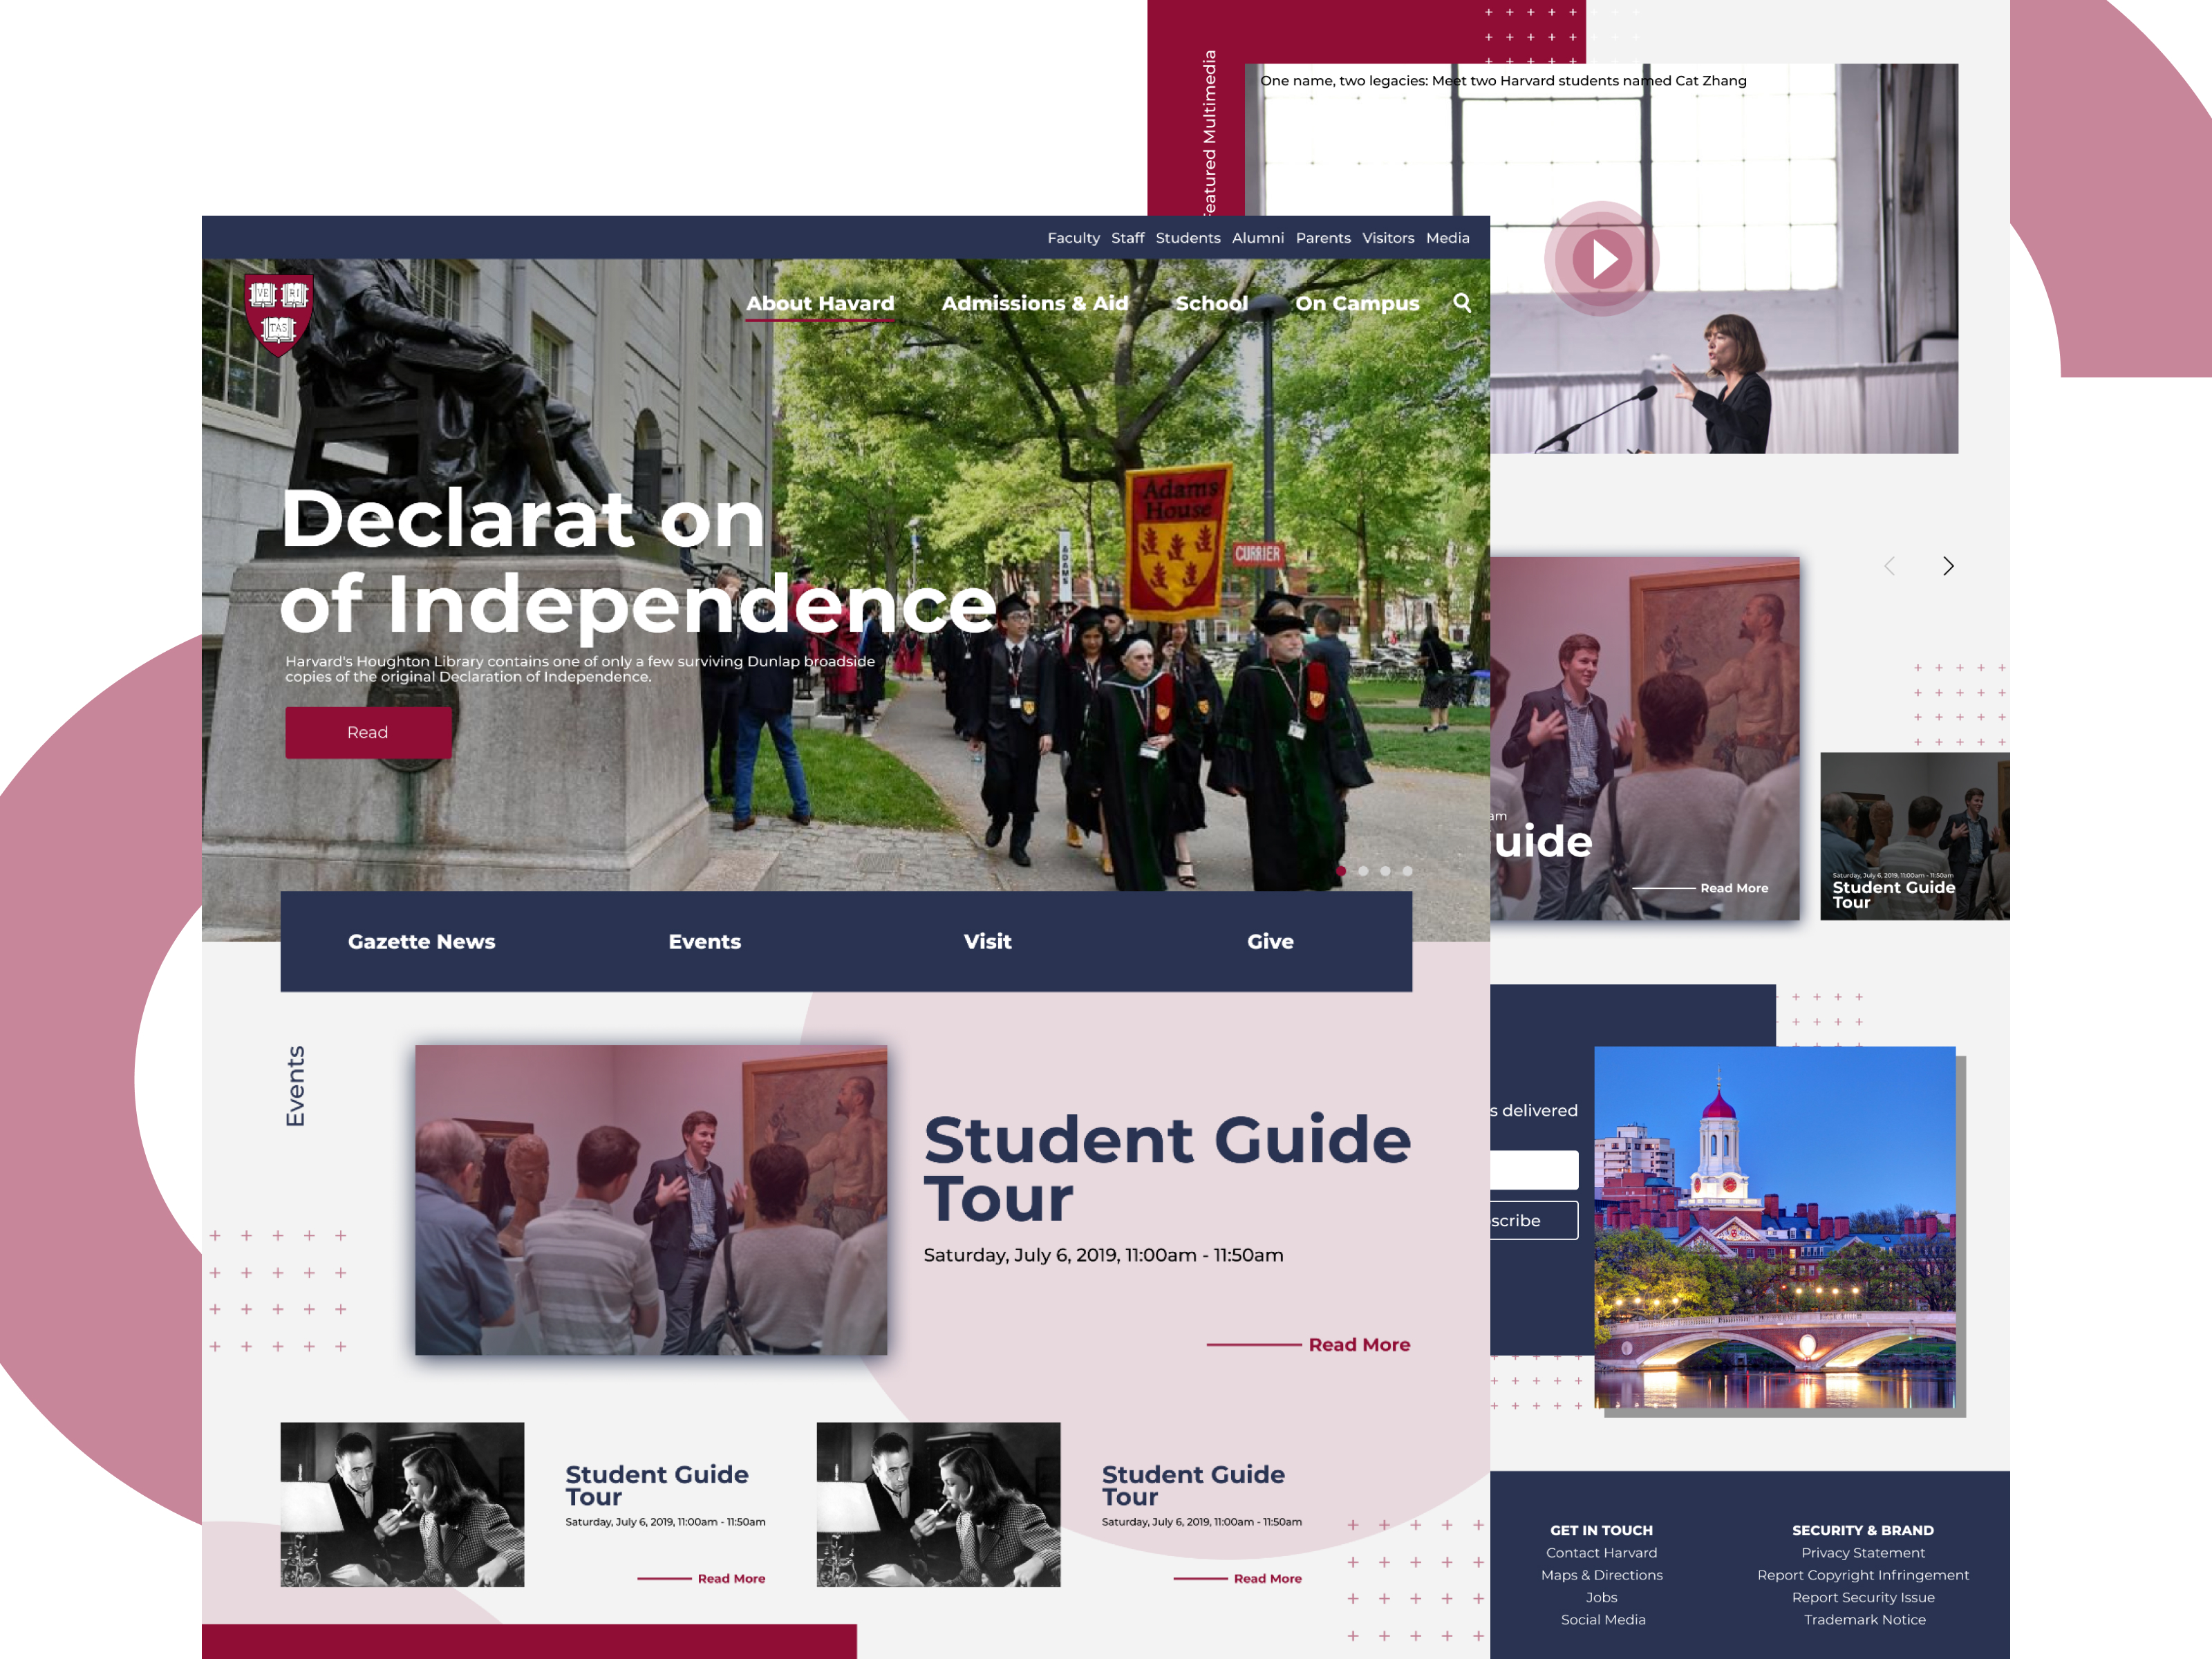 One name, two legacies: Meet two Harvard students named Cat Zhang
Featured Multimedia
Faculty Staff Students Alumni Parents Visitors Media
VE RI
TAS
About Havard Admissions & Aid School On Campus
Adams
House
CURRIER
ADAMS
Declarat on
of Independence
Harvard's Houghton Library contains one of only a few surviving Dunlap broadside
copies of the original Declaration of Independence.
Read
Gazette News Events Visit Give
Events
Student Guide
Tour
Saturday, July 6, 2019, 11:00am - 11:50am
Read More
Student Guide
Tour
Saturday, July 6, 2019, 11:00am - 11:50am
Read More
Student Guide
Tour
Saturday, July 6, 2019, 11:00am - 11:50am
Read More
am
uide
Read More
Saturday, July 6, 2019, 11:00am - 11:50am
Student Guide
Tour
s delivered
scribe
GET IN TOUCH
Contact Harvard
Maps & Directions
Jobs
Social Media
SECURITY & BRAND
Privacy Statement
Report Copyright Infringement
Report Security Issue
Trademark Notice